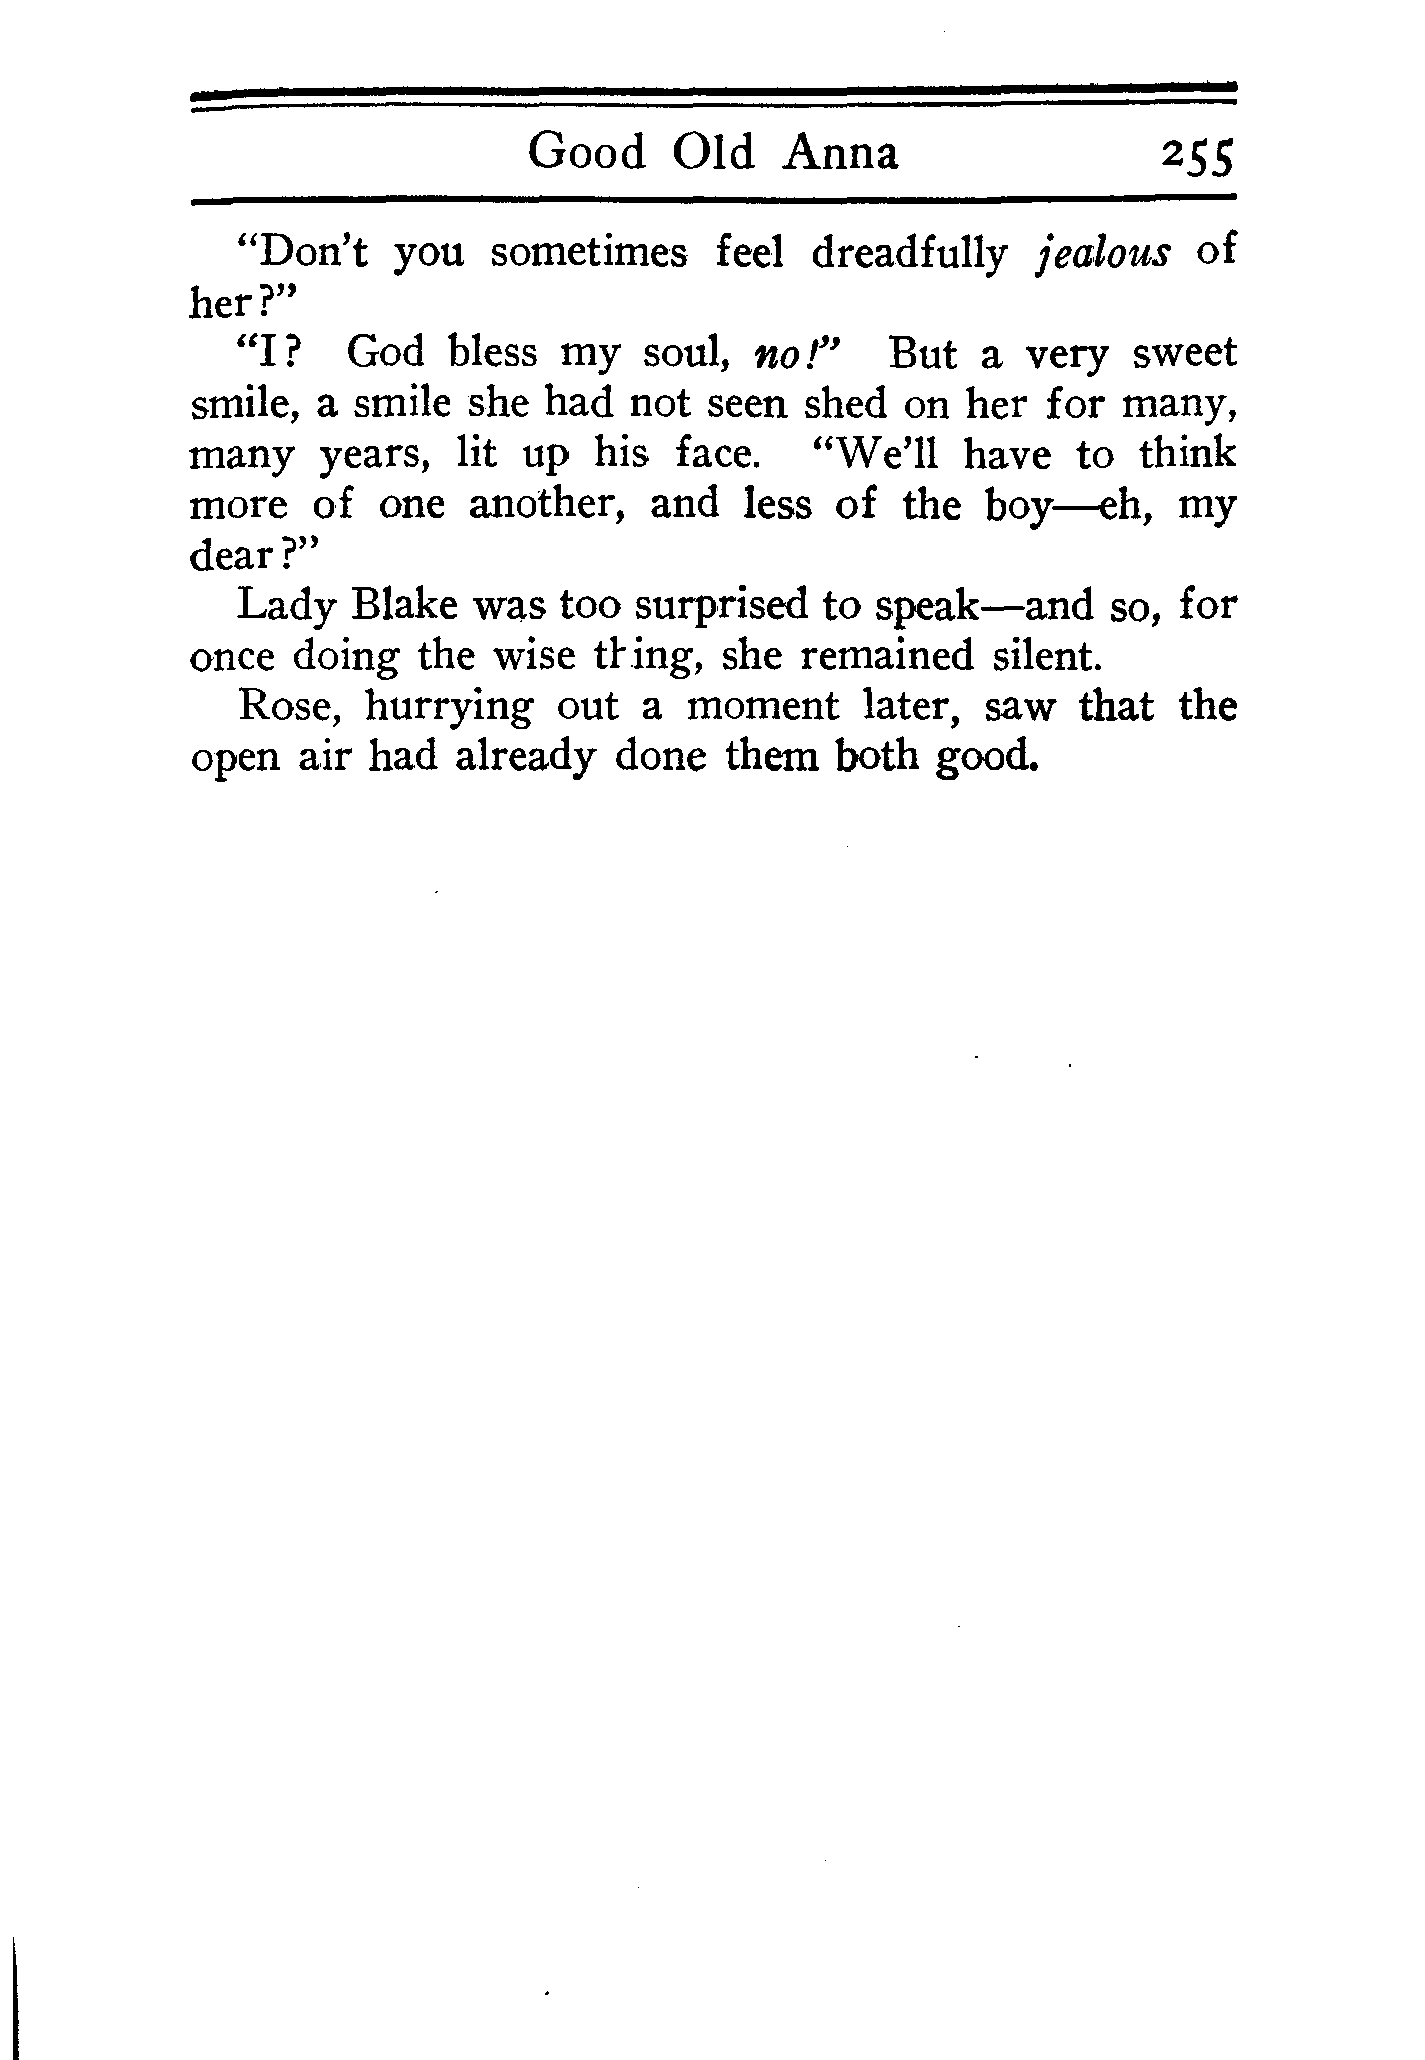 Good Old Anna 255
“Don’t you sometimes feel dreadfully jealous of
her?”
“I? God bless my soul, no!” But a very sweet
smile, a smile she had not seen shed on her for many,
many years, lit up his face. “We’ll have to think
more of one another, and less of the boy—eh, my
dear?”
Lady Blake was too surprised to speak—and so, for
once doing the wise thing, she remained silent.
Rose, hurrying out a moment later, saw that the
open air had already done them both good.